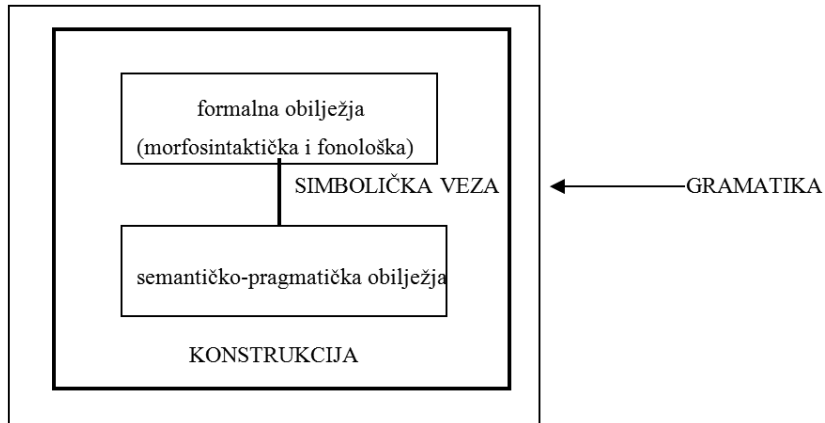 formalna obilježja
(morfosintaktička i fonološka)
SIMBOLIČKA VEZA
GRAMATIKA
semantičko-pragmatička obilježja
KONSTRUKCIJA